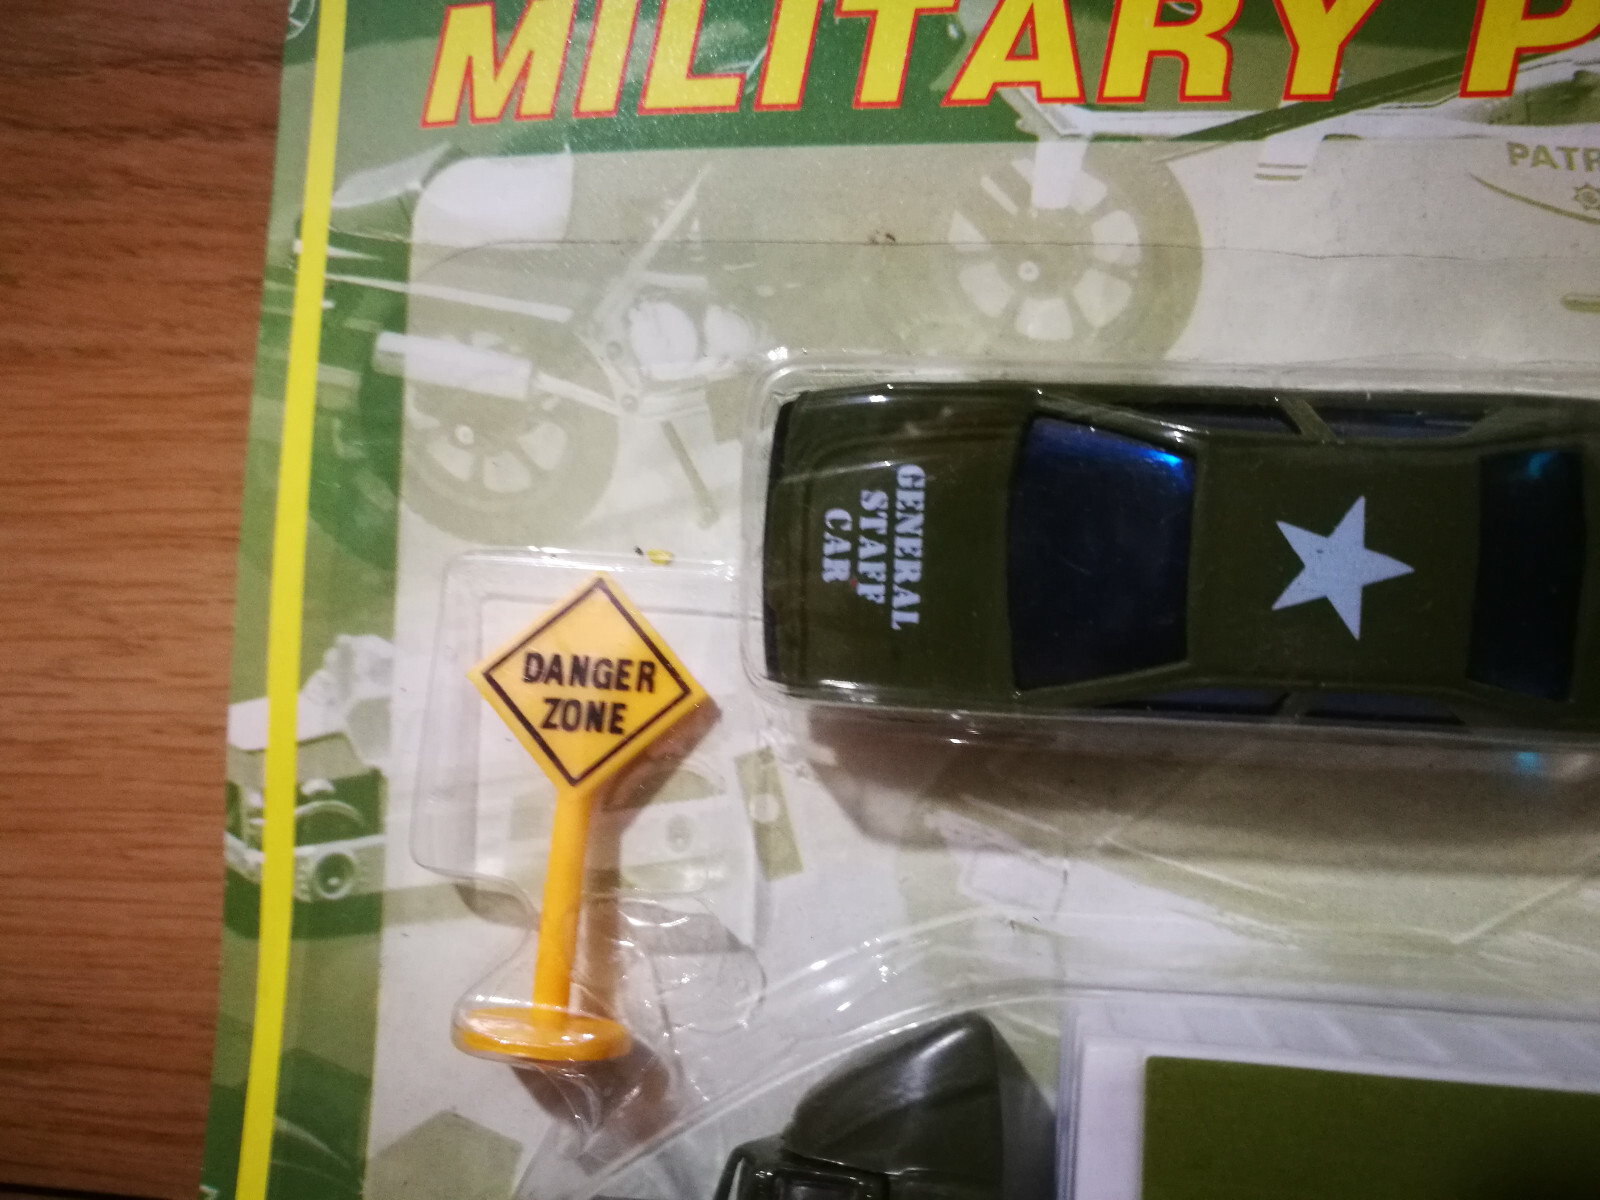 MILITARY P
PATR
GENERAL
STAFF
CAR
DANGER
ZONE